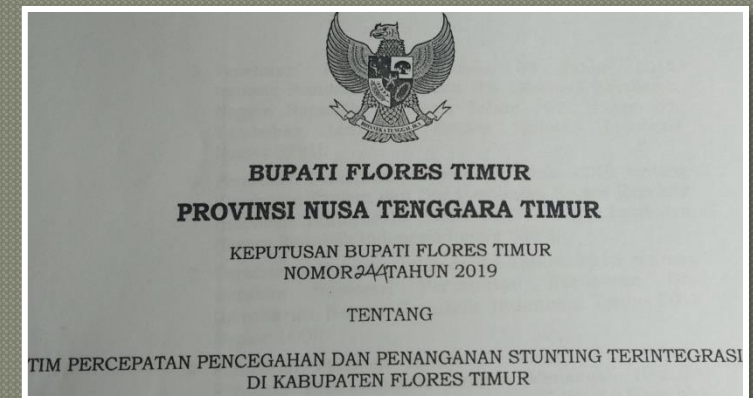 BUPATI FLORES TIMUR
PROVINSI NUSA TENGGARA TIMUR
KEPUTUSAN BUPATI FLORES TIMUR
NOMOR 244 TAHUN 2019
TENTANG
TIM PERCEPATAN PENCEGAHAN DAN PENANGANAN STUNTING TERINTEGRASI
DI KABUPATEN FLORES TIMUR